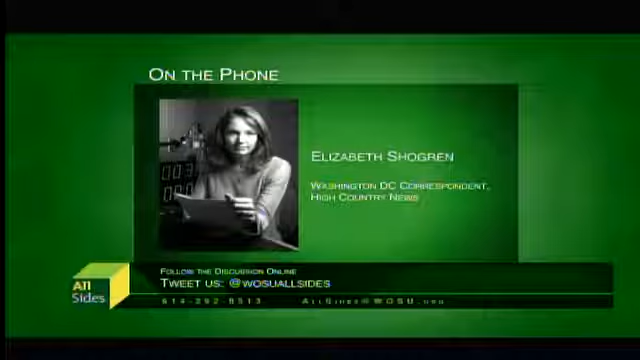 On the Phone
Elizabeth Shogren
Washington DC Correspondent,
High Country News
Follow the Discussion Online
Tweet us: @wosuallsides
614-292-8513 AllSides@WOSU.org
All
Sides